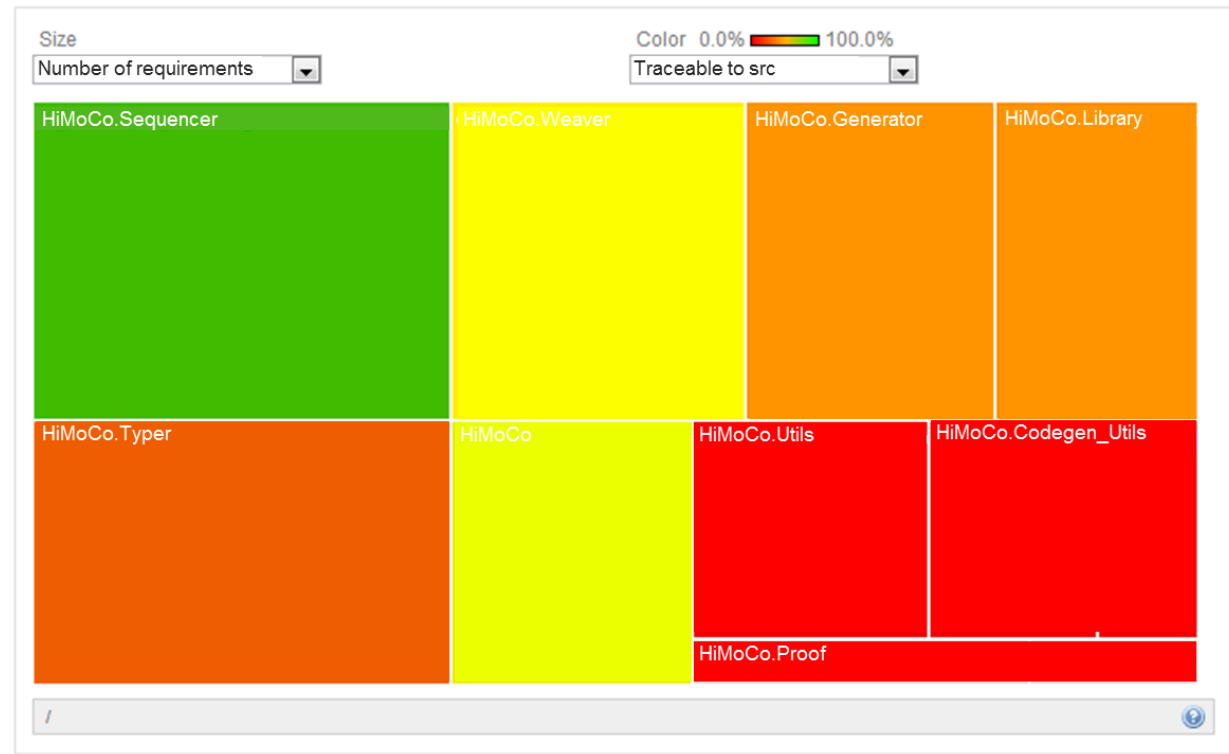 Size
Color 0.0% 100.0%
Number of requirements
Traceable to src
HiMoCo.Sequencer
HiMoCo.Weaver
HiMoCo.Generator
HiMoCo.Library
HiMoCo.Typer
HiMoCo
HiMoCo.Utils
HiMoCo.Codegen_Utils
HiMoCo.Proof
/
?